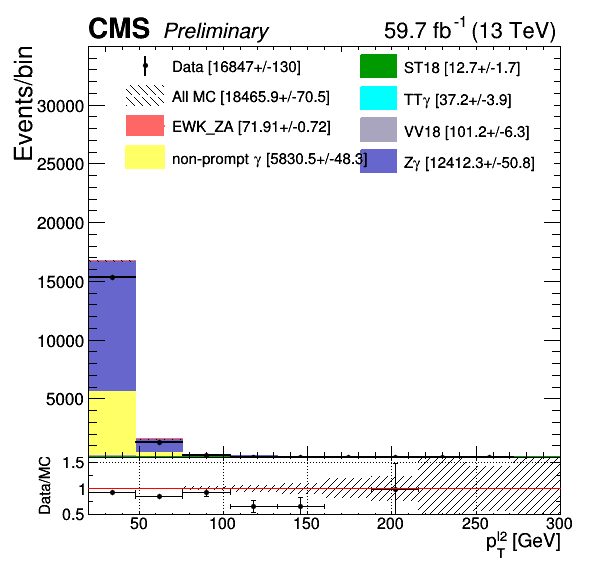 CMS Preliminary 59.7 fb⁻¹ (13 TeV)
Events/bin
Data [16847+/-130]
All MC [18465.9+/-70.5]
EWK_ZA [71.91+/-0.72]
non-prompt γ [5830.5+/-48.3]
ST18 [12.7+/-1.7]
TTγ [37.2+/-3.9]
VV18 [101.2+/-6.3]
Zγ [12412.3+/-50.8]
30000
25000
20000
15000
10000
5000
Data/MC
1.5
1
0.5
50 100 150 200 250 300
p_T^l2 [GeV]